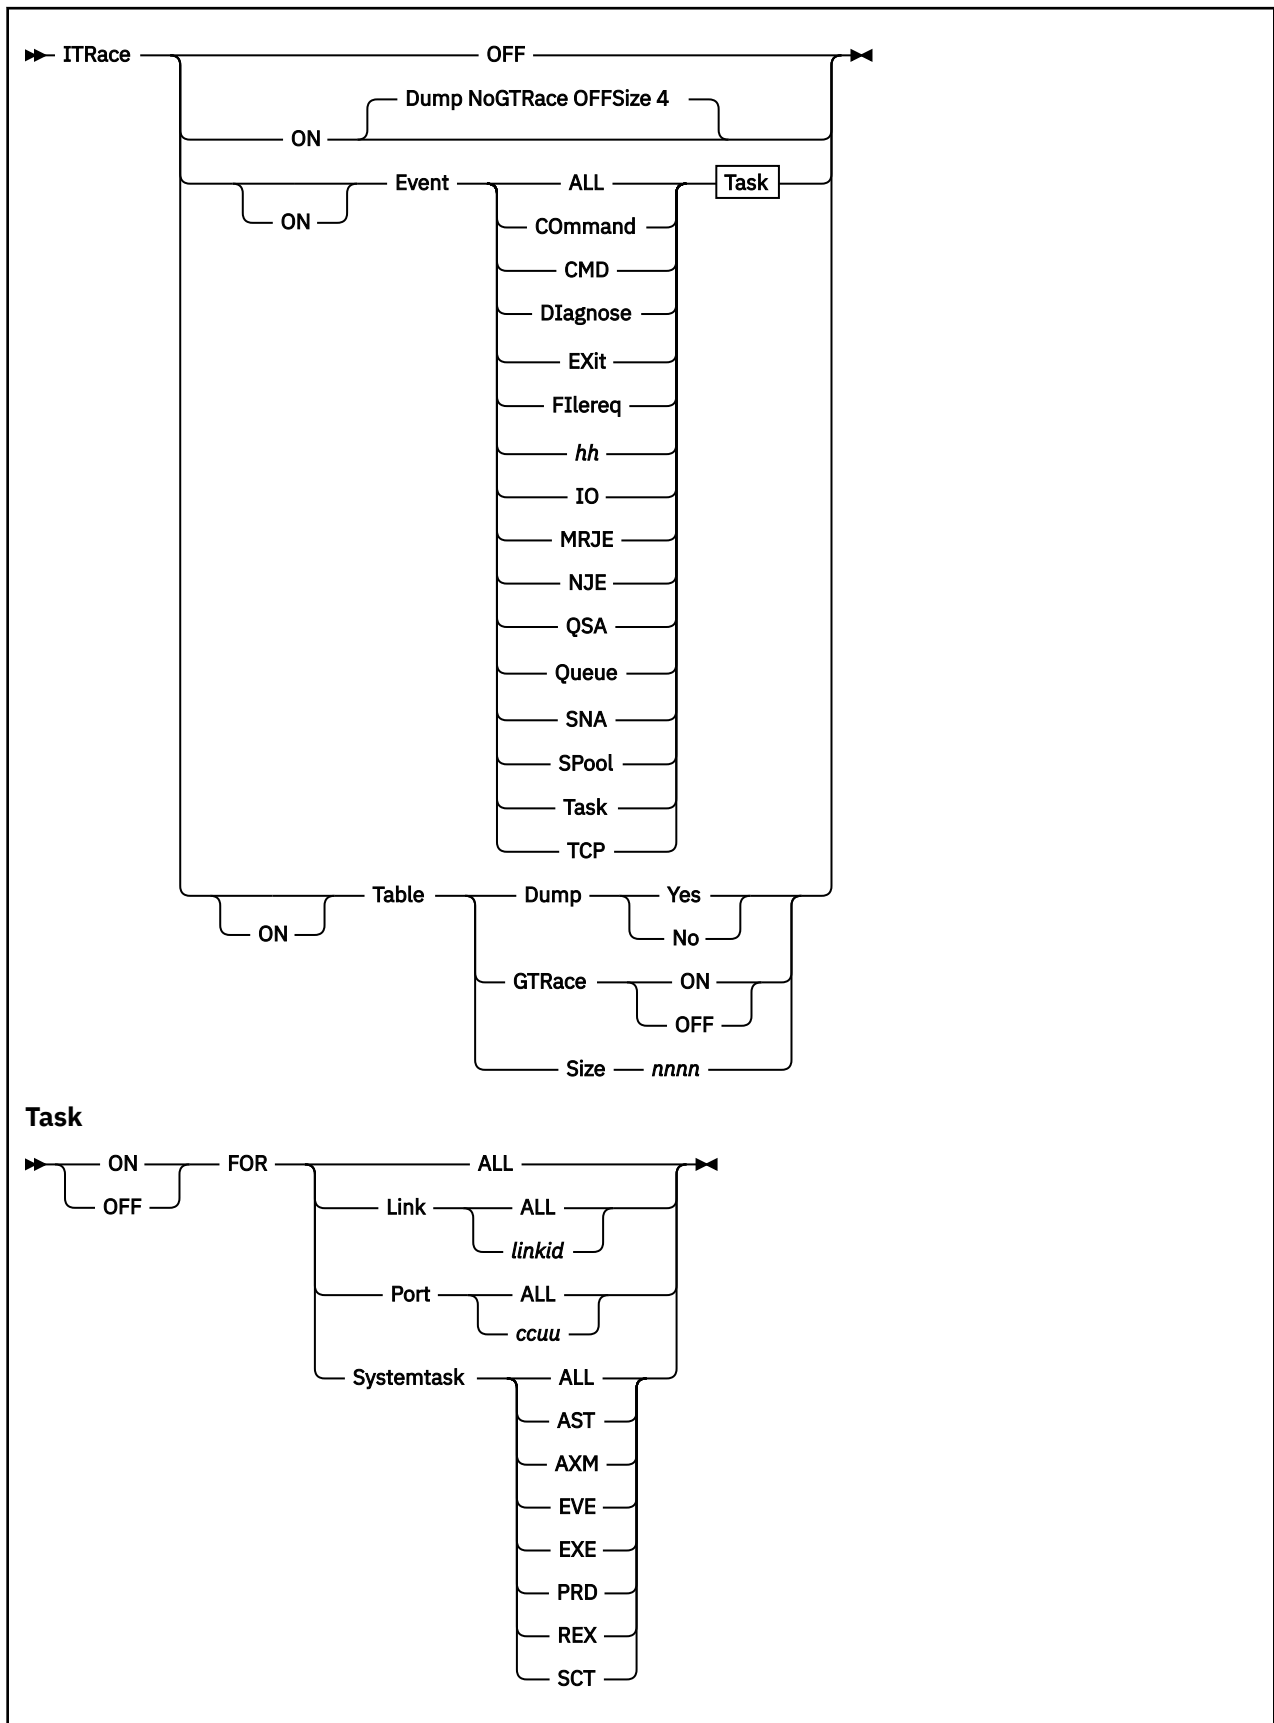 ITRace OFF
Dump NoGTRace OFFSize 4
ON
Event ALL Task
ON COmmand
CMD
DIagnose
EXit
FIlereq
hh
IO
MRJE
NJE
QSA
Queue
SNA
SPool
Task
TCP
Table Dump Yes
ON No
GTRace ON
OFF
Size nnnn
Task
ON FOR ALL
OFF Link ALL
linkid
Port ALL
ccuu
Systemtask ALL
AST
AXM
EVE
EXE
PRD
REX
SCT